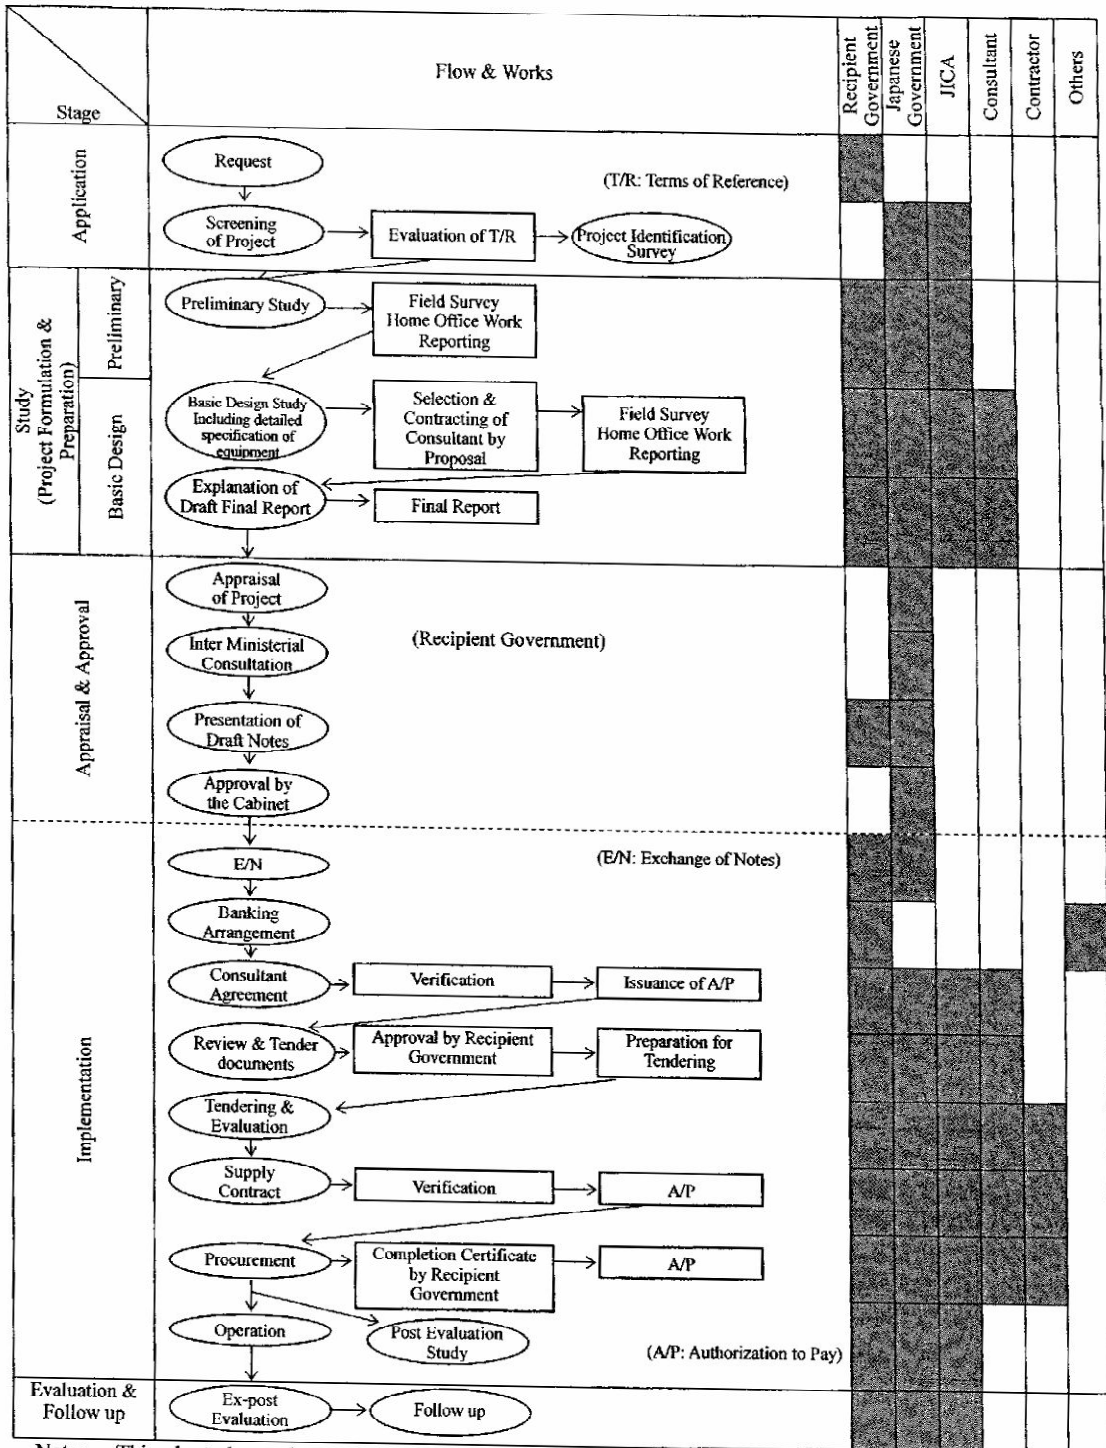 Stage
Flow & Works
Recipient
Government
Japanese
Government
JICA
Consultant
Contractor
Others
Application
Request
(T/R: Terms of Reference)
Screening
of Project
Evaluation of T/R
Project Identification
Survey
Study
(Project Formulation &
Preparation)
Preliminary
Preliminary Study
Field Survey
Home Office Work
Reporting
Basic Design
Basic Design Study
Including detailed
specification of
equipment
Selection &
Contracting of
Consultant by
Proposal
Field Survey
Home Office Work
Reporting
Explanation of
Draft Final Report
Final Report
Appraisal & Approval
Appraisal
of Project
Inter Ministerial
Consultation
(Recipient Government)
Presentation of
Draft Notes
Approval by
the Cabinet
Implementation
E/N
(E/N: Exchange of Notes)
Banking
Arrangement
Consultant
Agreement
Verification
Issuance of A/P
Review & Tender
documents
Approval by Recipient
Government
Preparation for
Tendering
Tendering &
Evaluation
Supply
Contract
Verification
A/P
Procurement
Completion Certificate
by Recipient
Government
A/P
Operation
Post Evaluation
Study
(A/P: Authorization to Pay)
Evaluation &
Follow up
Ex-post
Evaluation
Follow up